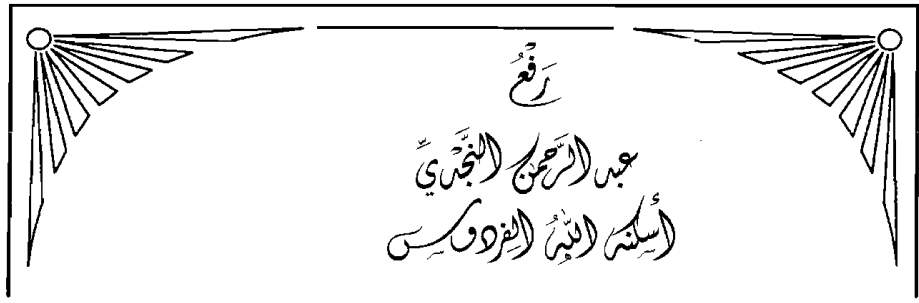 رَفْعُ
عبد الرَّحمن النَّجْديِّ
أسكنه اللهُ الفردوس